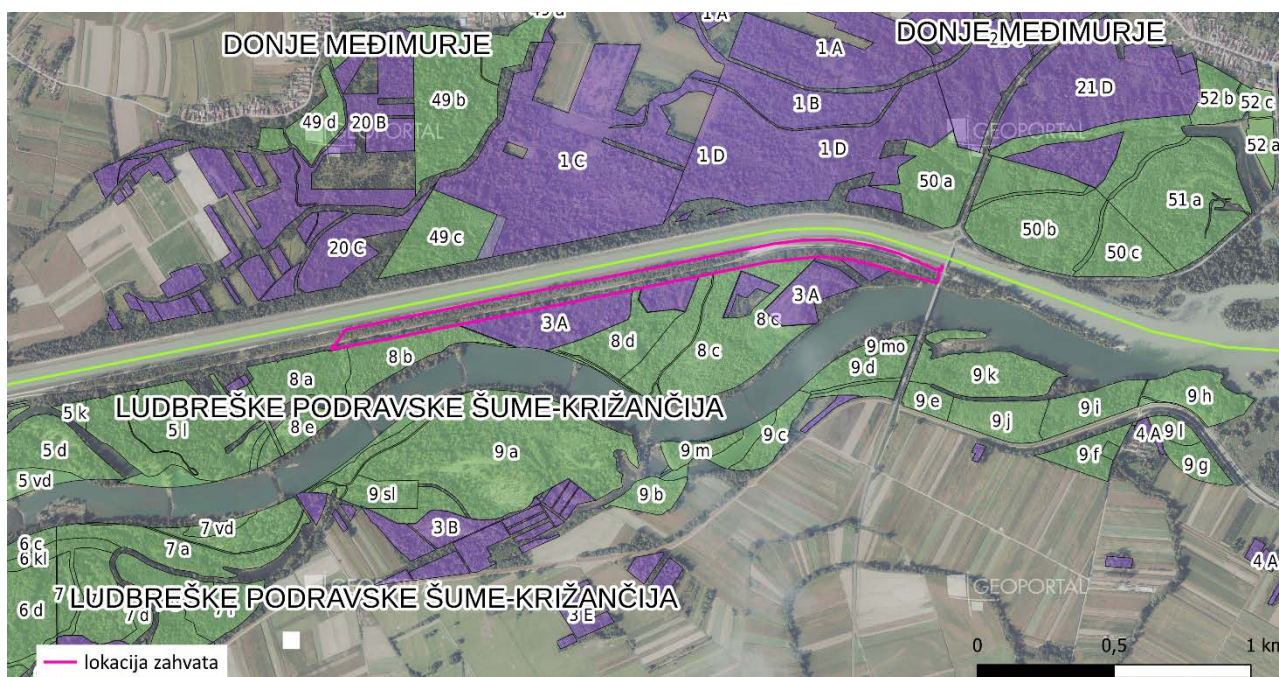 49 a
1 A
DONJE MEĐIMURJE
DONJE MEĐIMURJE
1 A
21 D
49 b
52 b
52 c
49 d
20 B
1 B
GEOPORTAL
GEOPORTAL
52 a
1 C
1 D
1 D
50 a
51 a
20 C
49 c
50 b
50 c
3 A
3 A
8 c
8 b
8 d
8 c
9 mo
9 d
9 k
8 a
9 h
5 k
LUDBREŠKE PODRAVSKE ŠUME-KRIŽANČIJA
9 e
9 j
9 i
5 l
8 e
9 c
4 A
9 l
5 d
9 a
9 m
9 f
9 g
5 vd
9 sl
9 b
7 vd
3 B
6 c
7 a
6 kl
4 A
GEOPORTAL
GEOPORTAL
LUDBREŠKE PODRAVSKE ŠUME-KRIŽANČIJA
6 d
7 d
3 E
0
0,5
1 km
lokacija zahvata